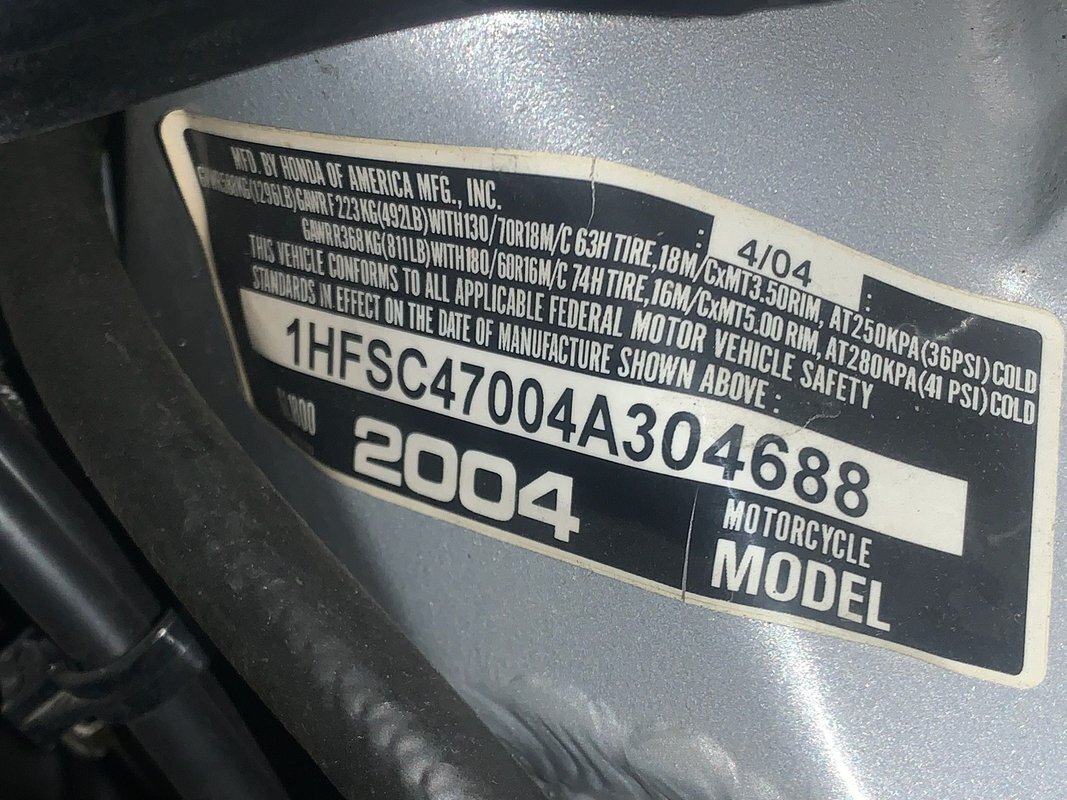 MFD. BY HONDA OF AMERICA MFG., INC. : 4/04 :
GVWR588KG(1296LB)GAWR F 223KG(492LB)WITH130/70R18M/C 63H TIRE,18M/CxMT3.50RIM, AT250KPA(36PSI)COLD
GAWR R368KG(811LB)WITH180/60R16M/C 74H TIRE,16M/CxMT5.00 RIM, AT280KPA(41 PSI)COLD
THIS VEHICLE CONFORMS TO ALL APPLICABLE FEDERAL MOTOR VEHICLE SAFETY
STANDARDS IN EFFECT ON THE DATE OF MANUFACTURE SHOWN ABOVE :
1HFSC47004A304688
2004
MOTORCYCLE
MODEL